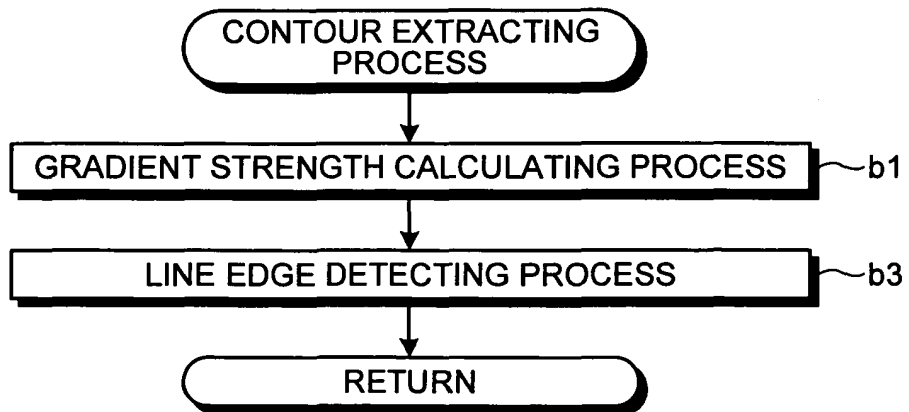 CONTOUR EXTRACTING
PROCESS
GRADIENT STRENGTH CALCULATING PROCESS
b1
LINE EDGE DETECTING PROCESS
b3
RETURN